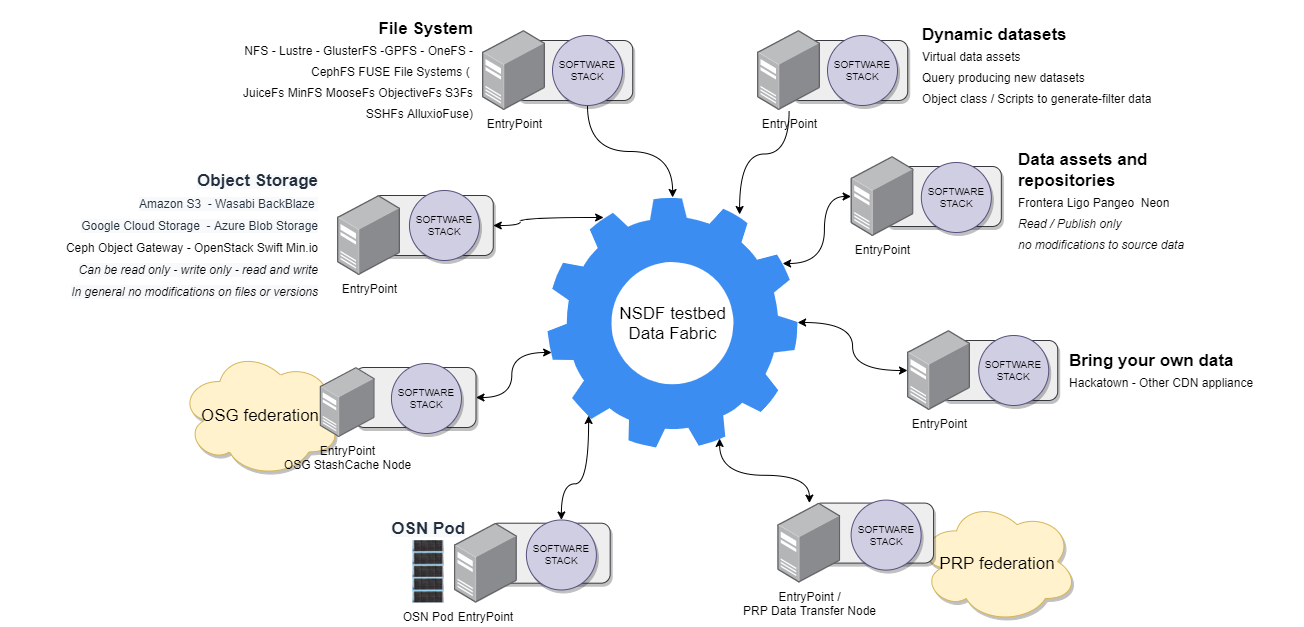 File System
NFS - Lustre - GlusterFS -GPFS - OneFS -
CephFS FUSE File Systems (
JuiceFs MinFS MooseFs ObjectiveFs S3Fs
SSHFs AlluxioFuse)
SOFTWARE
STACK
EntryPoint
Dynamic datasets
Virtual data assets
Query producing new datasets
Object class / Scripts to generate-filter data
SOFTWARE
STACK
EntryPoint
Object Storage
Amazon S3 - Wasabi BackBlaze
Google Cloud Storage - Azure Blob Storage
Ceph Object Gateway - OpenStack Swift Min.io
Can be read only - write only - read and write
In general no modifications on files or versions
SOFTWARE
STACK
EntryPoint
Data assets and
repositories
Frontera Ligo Pangeo Neon
Read / Publish only
no modifications to source data
SOFTWARE
STACK
EntryPoint
NSDF testbed
Data Fabric
OSG federation
SOFTWARE
STACK
EntryPoint
OSG StashCache Node
SOFTWARE
STACK
EntryPoint
Bring your own data
Hackatown - Other CDN appliance
OSN Pod
SOFTWARE
STACK
OSN Pod EntryPoint
SOFTWARE
STACK
EntryPoint /
PRP Data Transfer Node
PRP federation